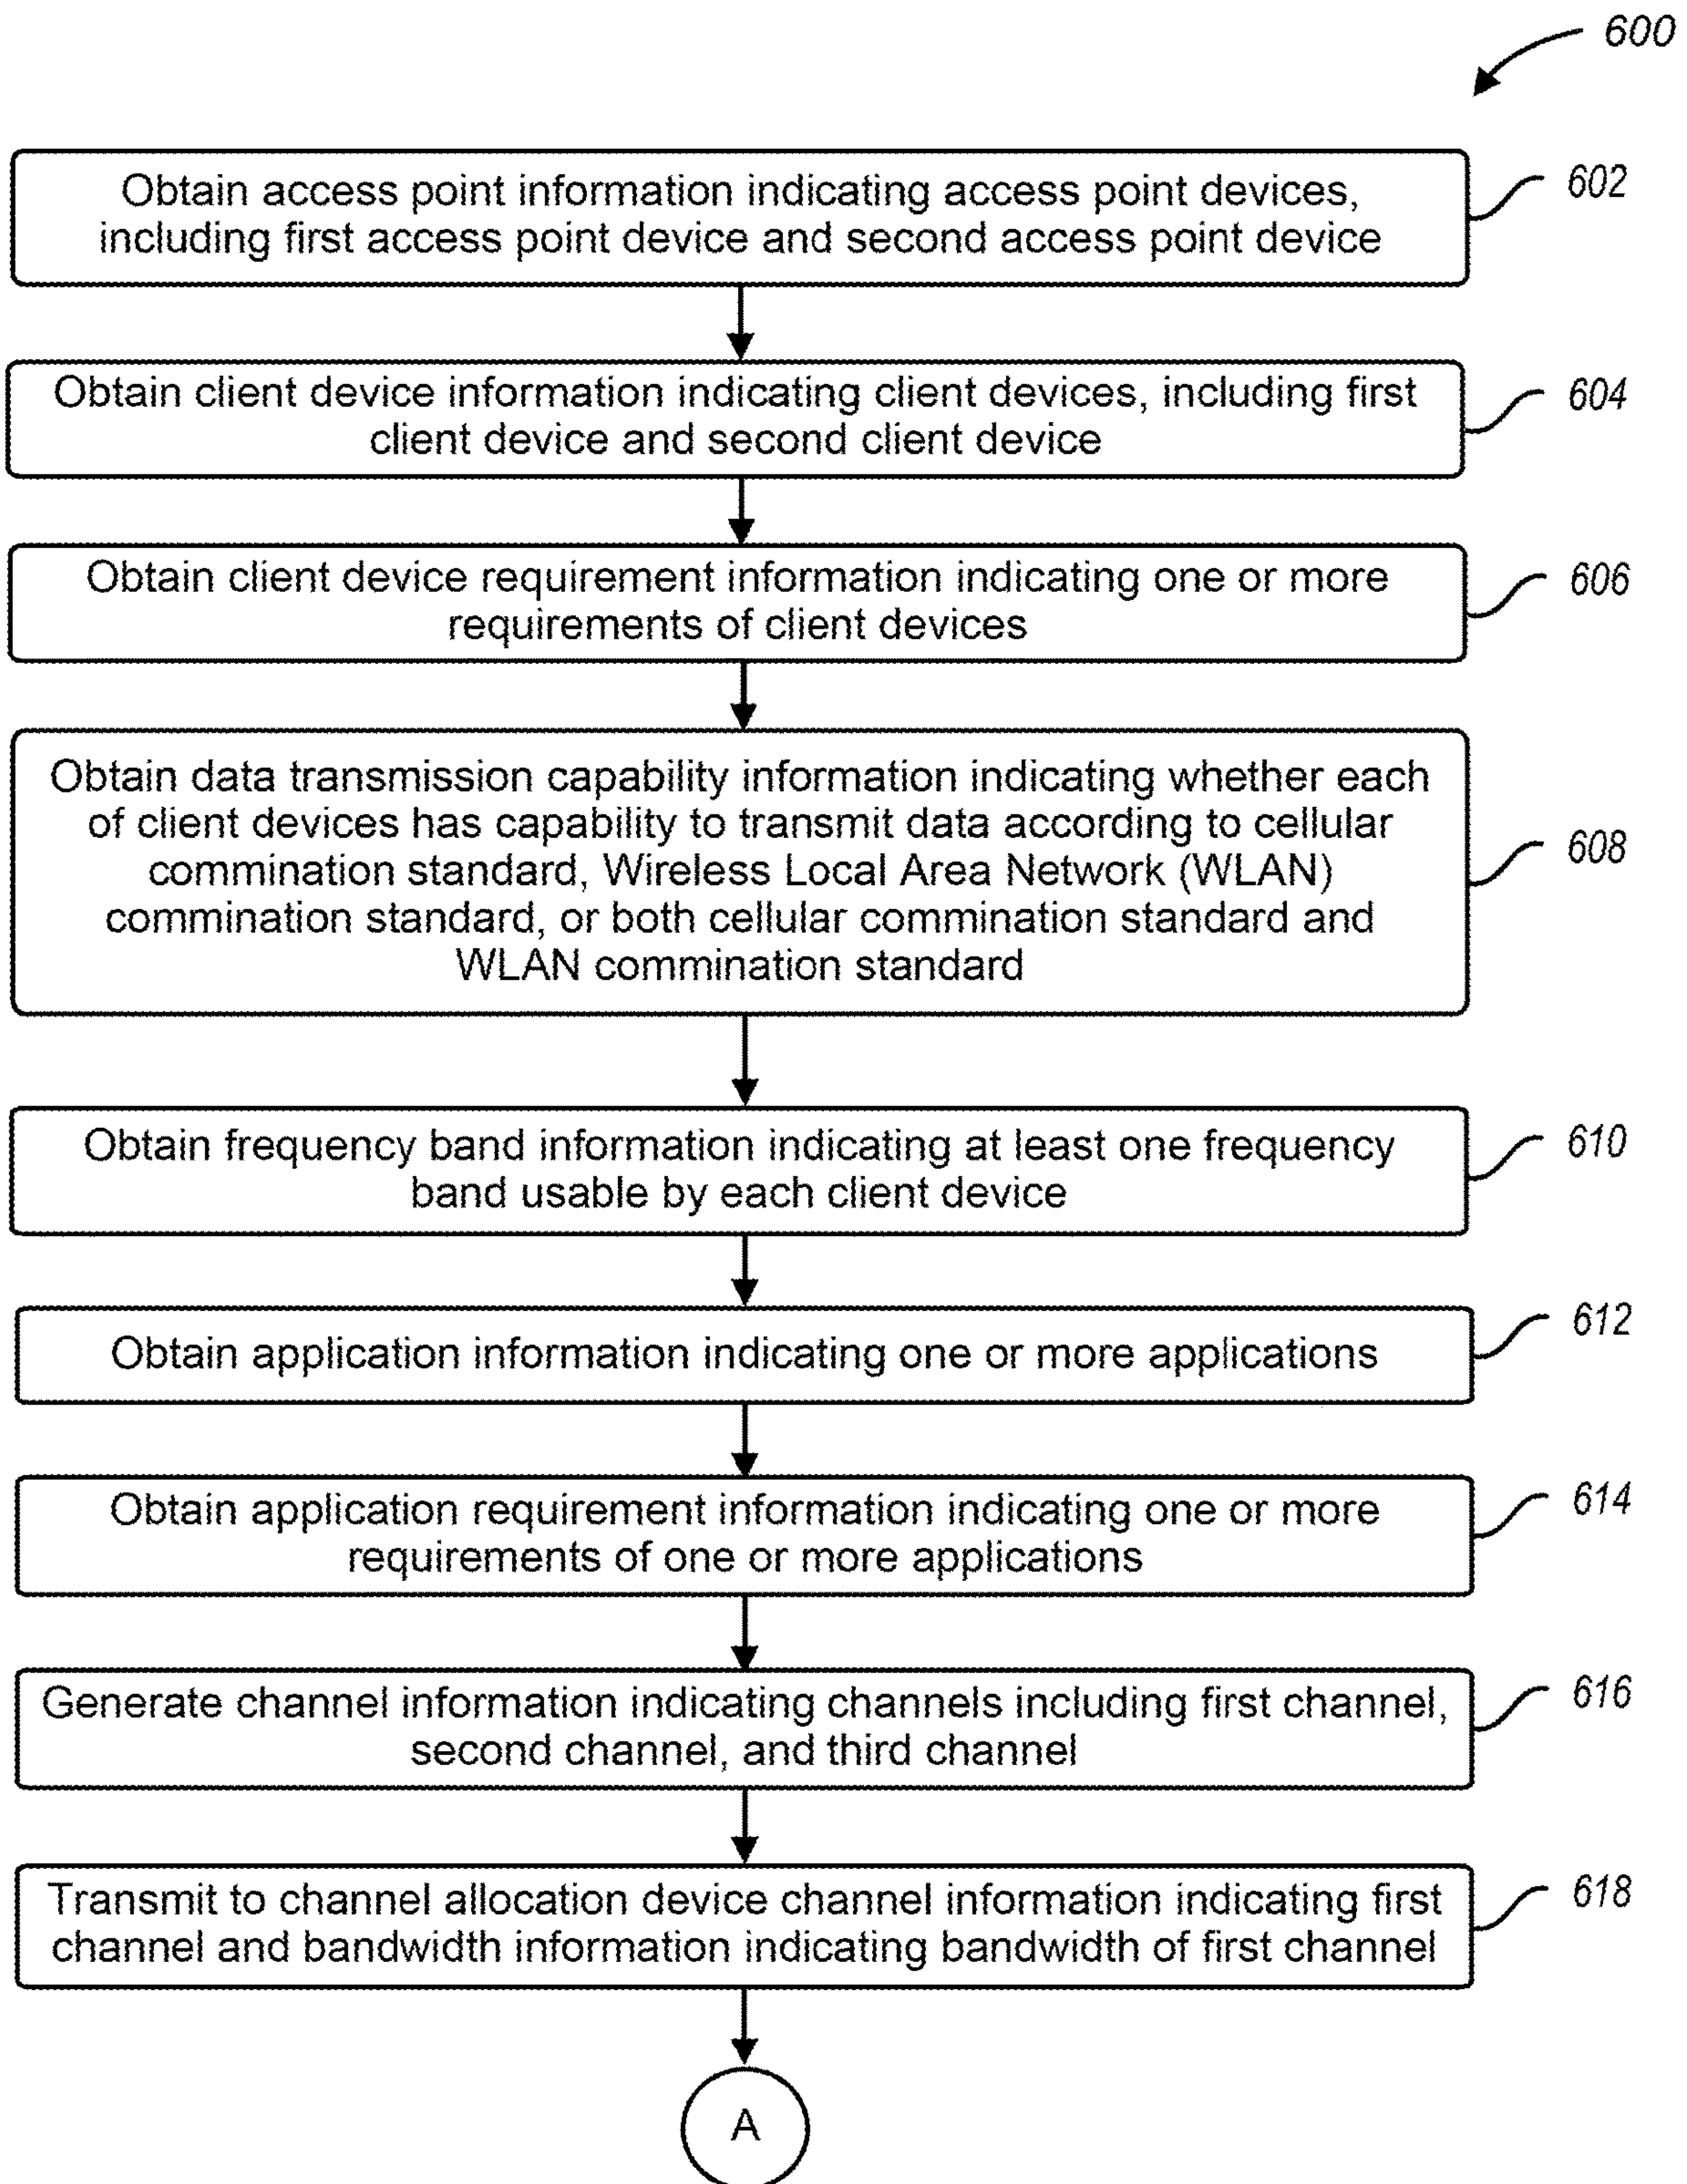 600
Obtain access point information indicating access point devices,
including first access point device and second access point device
602
Obtain client device information indicating client devices, including first
client device and second client device
604
Obtain client device requirement information indicating one or more
requirements of client devices
606
Obtain data transmission capability information indicating whether each
of client devices has capability to transmit data according to cellular
commination standard, Wireless Local Area Network (WLAN)
commination standard, or both cellular commination standard and
WLAN commination standard
608
Obtain frequency band information indicating at least one frequency
band usable by each client device
610
Obtain application information indicating one or more applications
612
Obtain application requirement information indicating one or more
requirements of one or more applications
614
Generate channel information indicating channels including first channel,
second channel, and third channel
616
Transmit to channel allocation device channel information indicating first
channel and bandwidth information indicating bandwidth of first channel
618
A